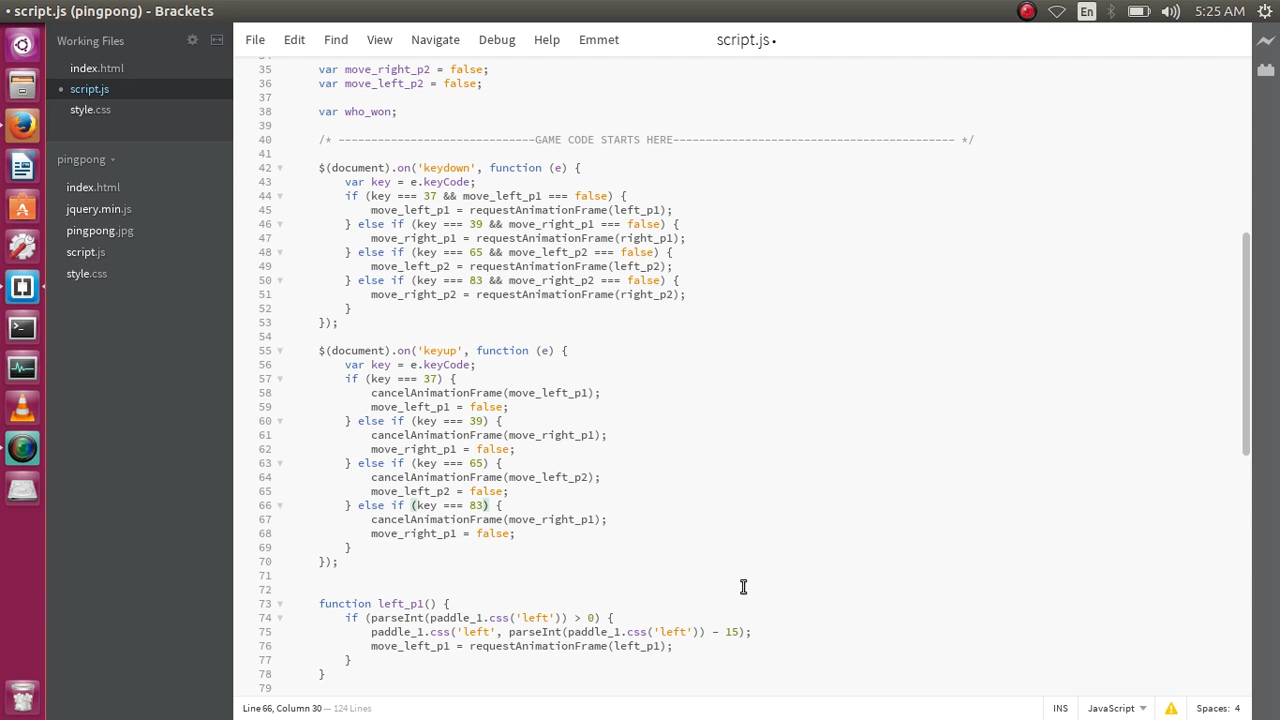 • script.js (pingpong) - Brackets
En
5:25 AM
Working Files
index.html
• script.js
style.css
pingpong
index.html
jquery.min.js
pingpong.jpg
script.js
style.css
File Edit Find View Navigate Debug Help Emmet
script.js •
35 var move_right_p2 = false;
36 var move_left_p2 = false;
37
38 var who_won;
39
40 /* ------------------------------GAME CODE STARTS HERE------------------------------------------- */
41
42 $(document).on('keydown', function (e) {
43 var key = e.keyCode;
44 if (key === 37 && move_left_p1 === false) {
45 move_left_p1 = requestAnimationFrame(left_p1);
46 } else if (key === 39 && move_right_p1 === false) {
47 move_right_p1 = requestAnimationFrame(right_p1);
48 } else if (key === 65 && move_left_p2 === false) {
49 move_left_p2 = requestAnimationFrame(left_p2);
50 } else if (key === 83 && move_right_p2 === false) {
51 move_right_p2 = requestAnimationFrame(right_p2);
52 }
53 });
54
55 $(document).on('keyup', function (e) {
56 var key = e.keyCode;
57 if (key === 37) {
58 cancelAnimationFrame(move_left_p1);
59 move_left_p1 = false;
60 } else if (key === 39) {
61 cancelAnimationFrame(move_right_p1);
62 move_right_p1 = false;
63 } else if (key === 65) {
64 cancelAnimationFrame(move_left_p2);
65 move_left_p2 = false;
66 } else if (key === 83) {
67 cancelAnimationFrame(move_right_p1);
68 move_right_p1 = false;
69 }
70 });
71
72
73 function left_p1() {
74 if (parseInt(paddle_1.css('left')) > 0) {
75 paddle_1.css('left', parseInt(paddle_1.css('left')) - 15);
76 move_left_p1 = requestAnimationFrame(left_p1);
77 }
78 }
79
Line 66, Column 30 — 124 Lines
INS
JavaScript
Spaces: 4